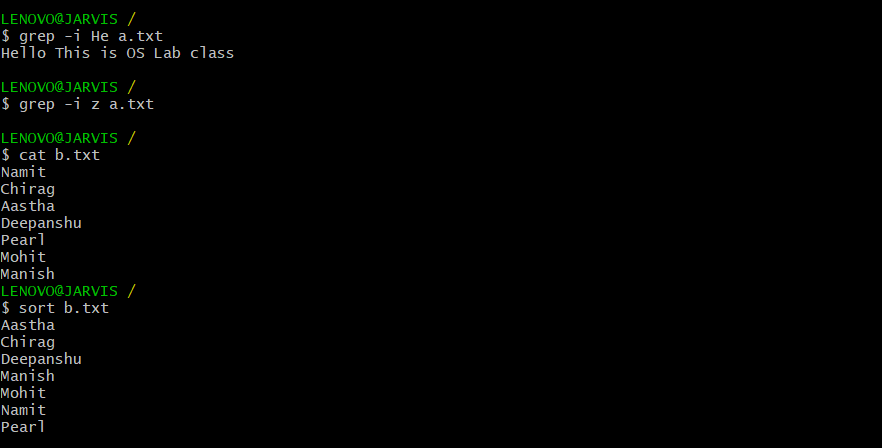 LENOVO@JARVIS /
$ grep -i He a.txt
Hello This is OS Lab class
LENOVO@JARVIS /
$ grep -i z a.txt
LENOVO@JARVIS /
$ cat b.txt
Namit
Chirag
Aastha
Deepanshu
Pearl
Mohit
Manish
LENOVO@JARVIS /
$ sort b.txt
Aastha
Chirag
Deepanshu
Manish
Mohit
Namit
Pearl